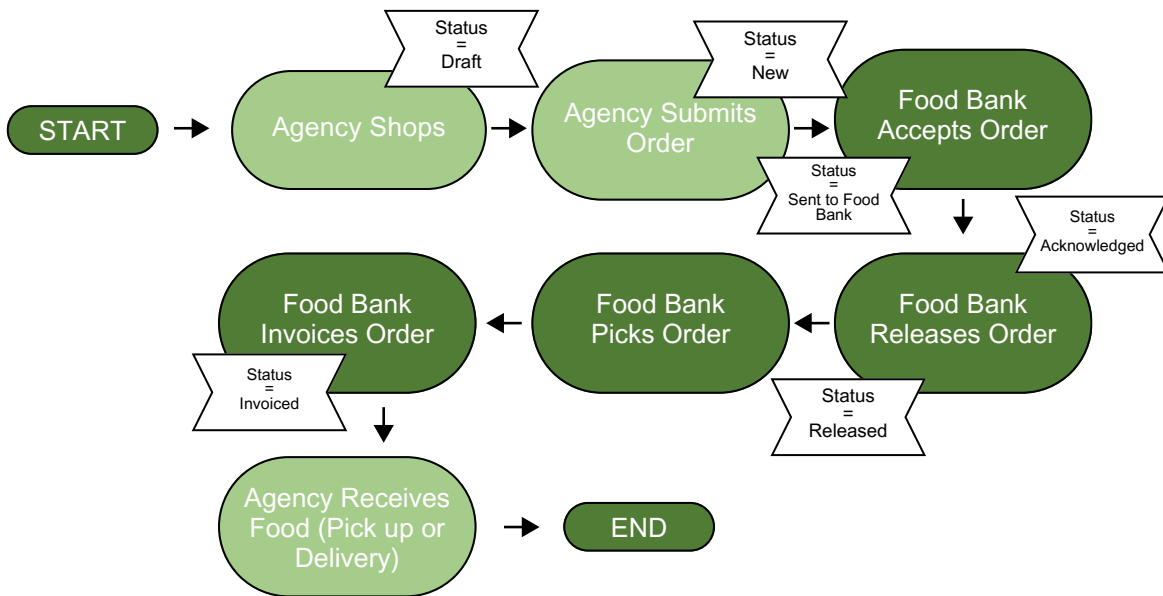 START
Agency Shops
Status
=
Draft
Agency Submits
Order
Status
=
New
Status
=
Sent to Food
Bank
Food Bank
Accepts Order
Status
=
Acknowledged
Food Bank
Releases Order
Status
=
Released
Food Bank
Picks Order
Food Bank
Invoices Order
Status
=
Invoiced
Agency Receives
Food (Pick up or
Delivery)
END